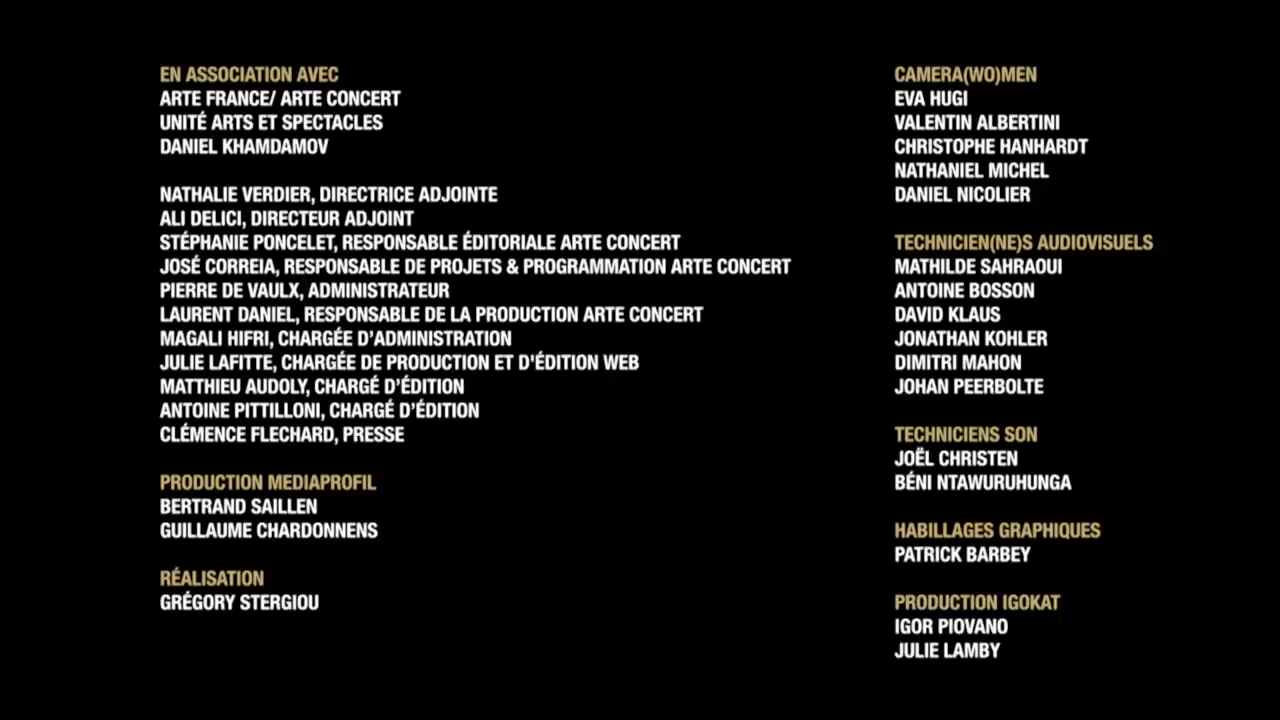 EN ASSOCIATION AVEC
ARTE FRANCE/ ARTE CONCERT
UNITÉ ARTS ET SPECTACLES
DANIEL KHAMDAMOV
NATHALIE VERDIER, DIRECTRICE ADJOINTE
ALI DELICI, DIRECTEUR ADJOINT
STÉPHANIE PONCELET, RESPONSABLE ÉDITORIALE ARTE CONCERT
JOSÉ CORREIA, RESPONSABLE DE PROJETS & PROGRAMMATION ARTE CONCERT
PIERRE DE VAULX, ADMINISTRATEUR
LAURENT DANIEL, RESPONSABLE DE LA PRODUCTION ARTE CONCERT
MAGALI HIFRI, CHARGÉE D’ADMINISTRATION
JULIE LAFITTE, CHARGÉE DE PRODUCTION ET D'ÉDITION WEB
MATTHIEU AUDOLY, CHARGÉ D’ÉDITION
ANTOINE PITTILLONI, CHARGÉ D’ÉDITION
CLÉMENCE FLECHARD, PRESSE
PRODUCTION MEDIAPROFIL
BERTRAND SAILLEN
GUILLAUME CHARDONNENS
RÉALISATION
GRÉGORY STERGIOU
CAMERA(WO)MEN
EVA HUGI
VALENTIN ALBERTINI
CHRISTOPHE HANHARDT
NATHANIEL MICHEL
DANIEL NICOLIER
TECHNICIEN(NE)S AUDIOVISUELS
MATHILDE SAHRAOUI
ANTOINE BOSSON
DAVID KLAUS
JONATHAN KOHLER
DIMITRI MAHON
JOHAN PEERBOLTE
TECHNICIENS SON
JOËL CHRISTEN
BÉNI NTAWURUHUNGA
HABILLAGES GRAPHIQUES
PATRICK BARBEY
PRODUCTION IGOKAT
IGOR PIOVANO
JULIE LAMBY